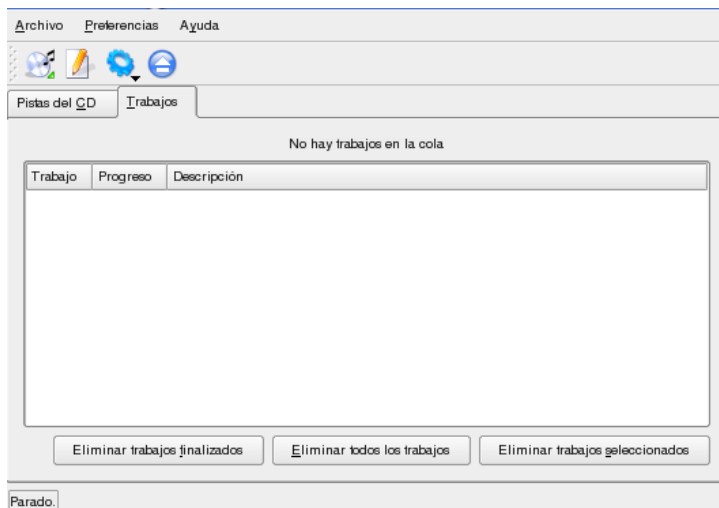 Archivo Preferencias Ayuda
Pistas del CD Trabajos
No hay trabajos en la cola
Trabajo Progreso Descripción
Eliminar trabajos finalizados Eliminar todos los trabajos Eliminar trabajos seleccionados
Parado.